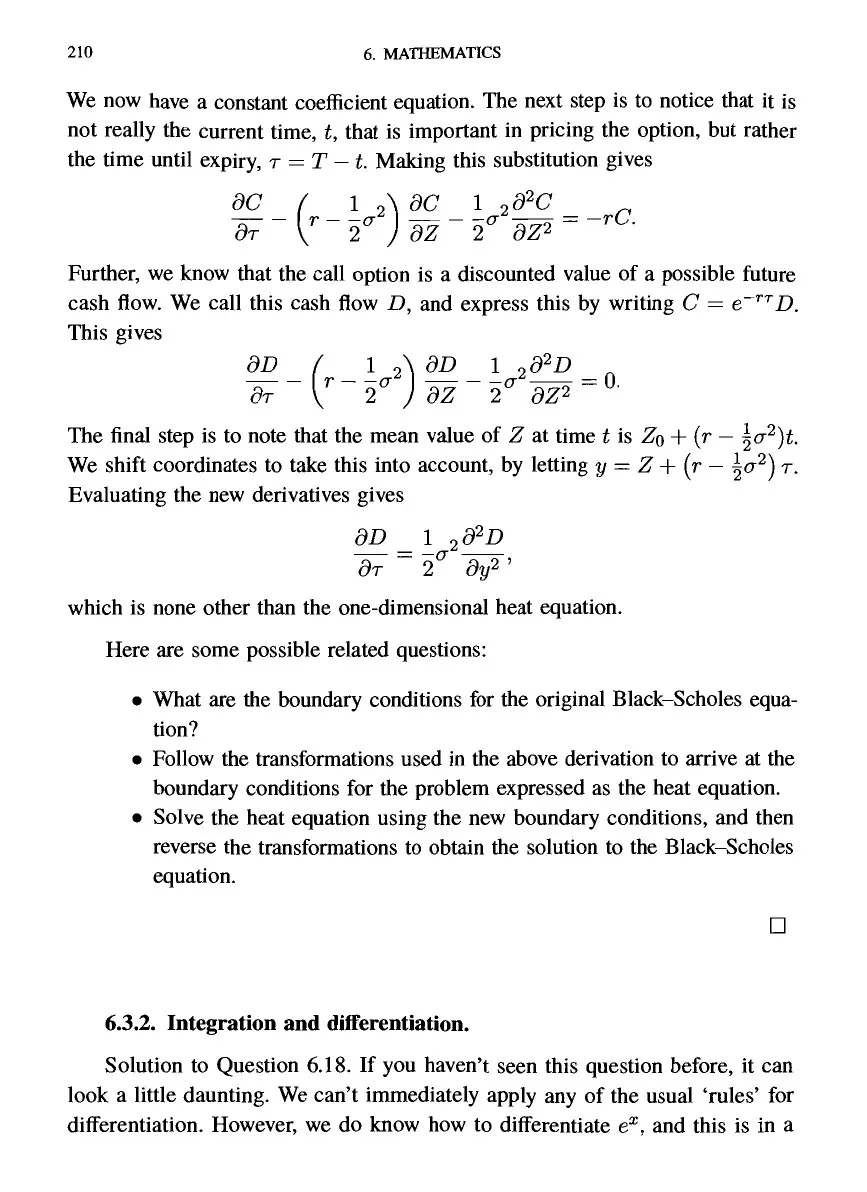 210 6. MATHEMATICS
We now have a constant coefficient equation. The next step is to notice that it is
not really the current time, t, that is important in pricing the option, but rather
the time until expiry, τ = T − t. Making this substitution gives
∂C/∂τ − (r − 1/2 σ²) ∂C/∂Z − 1/2 σ² ∂²C/∂Z² = −rC.
Further, we know that the call option is a discounted value of a possible future
cash flow. We call this cash flow D, and express this by writing C = e^{−rτ}D.
This gives
∂D/∂τ − (r − 1/2 σ²) ∂D/∂Z − 1/2 σ² ∂²D/∂Z² = 0.
The final step is to note that the mean value of Z at time t is Z₀ + (r − ½σ²)t.
We shift coordinates to take this into account, by letting y = Z + (r − ½σ²) τ.
Evaluating the new derivatives gives
∂D/∂τ = 1/2 σ² ∂²D/∂y²,
which is none other than the one-dimensional heat equation.
Here are some possible related questions:
• What are the boundary conditions for the original Black–Scholes equa-
tion?
• Follow the transformations used in the above derivation to arrive at the
boundary conditions for the problem expressed as the heat equation.
• Solve the heat equation using the new boundary conditions, and then
reverse the transformations to obtain the solution to the Black–Scholes
equation.
□
6.3.2. Integration and differentiation.
Solution to Question 6.18. If you haven't seen this question before, it can
look a little daunting. We can't immediately apply any of the usual 'rules' for
differentiation. However, we do know how to differentiate eˣ, and this is in a